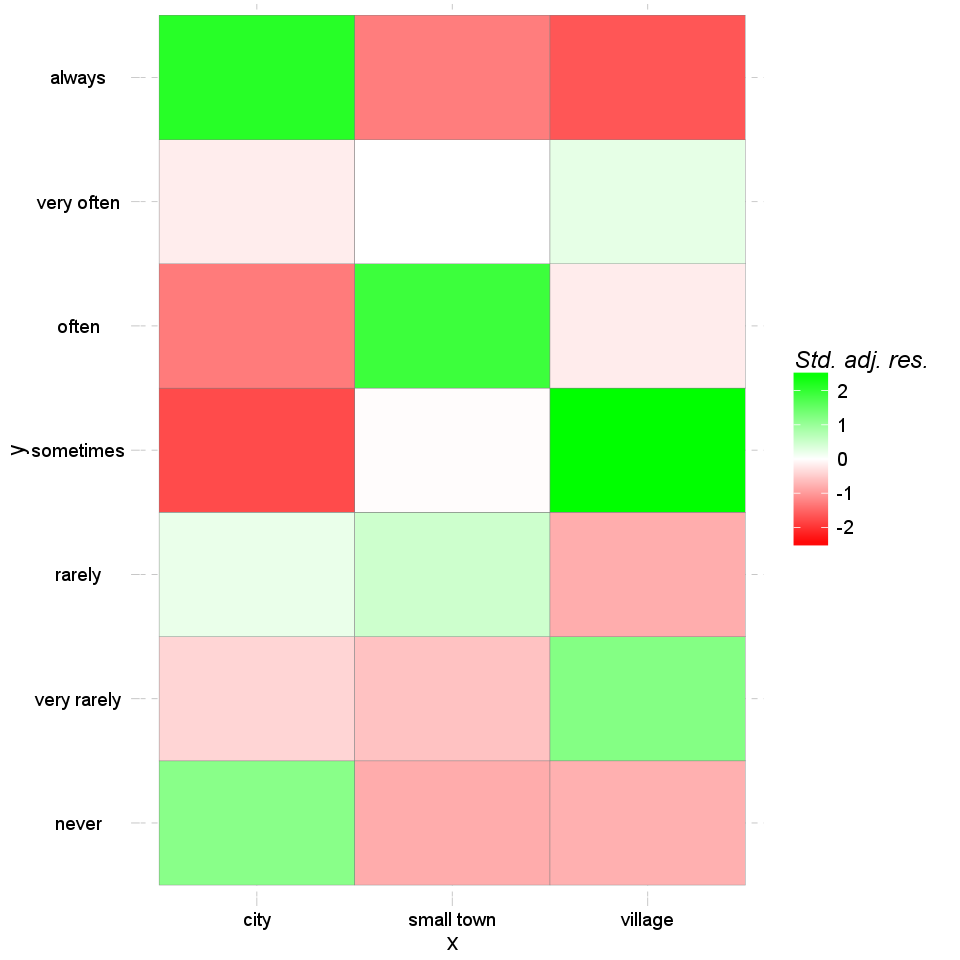 always
very often
often
y
sometimes
rarely
very rarely
never
city
small town
village
x
Std. adj. res.
2
1
0
-1
-2